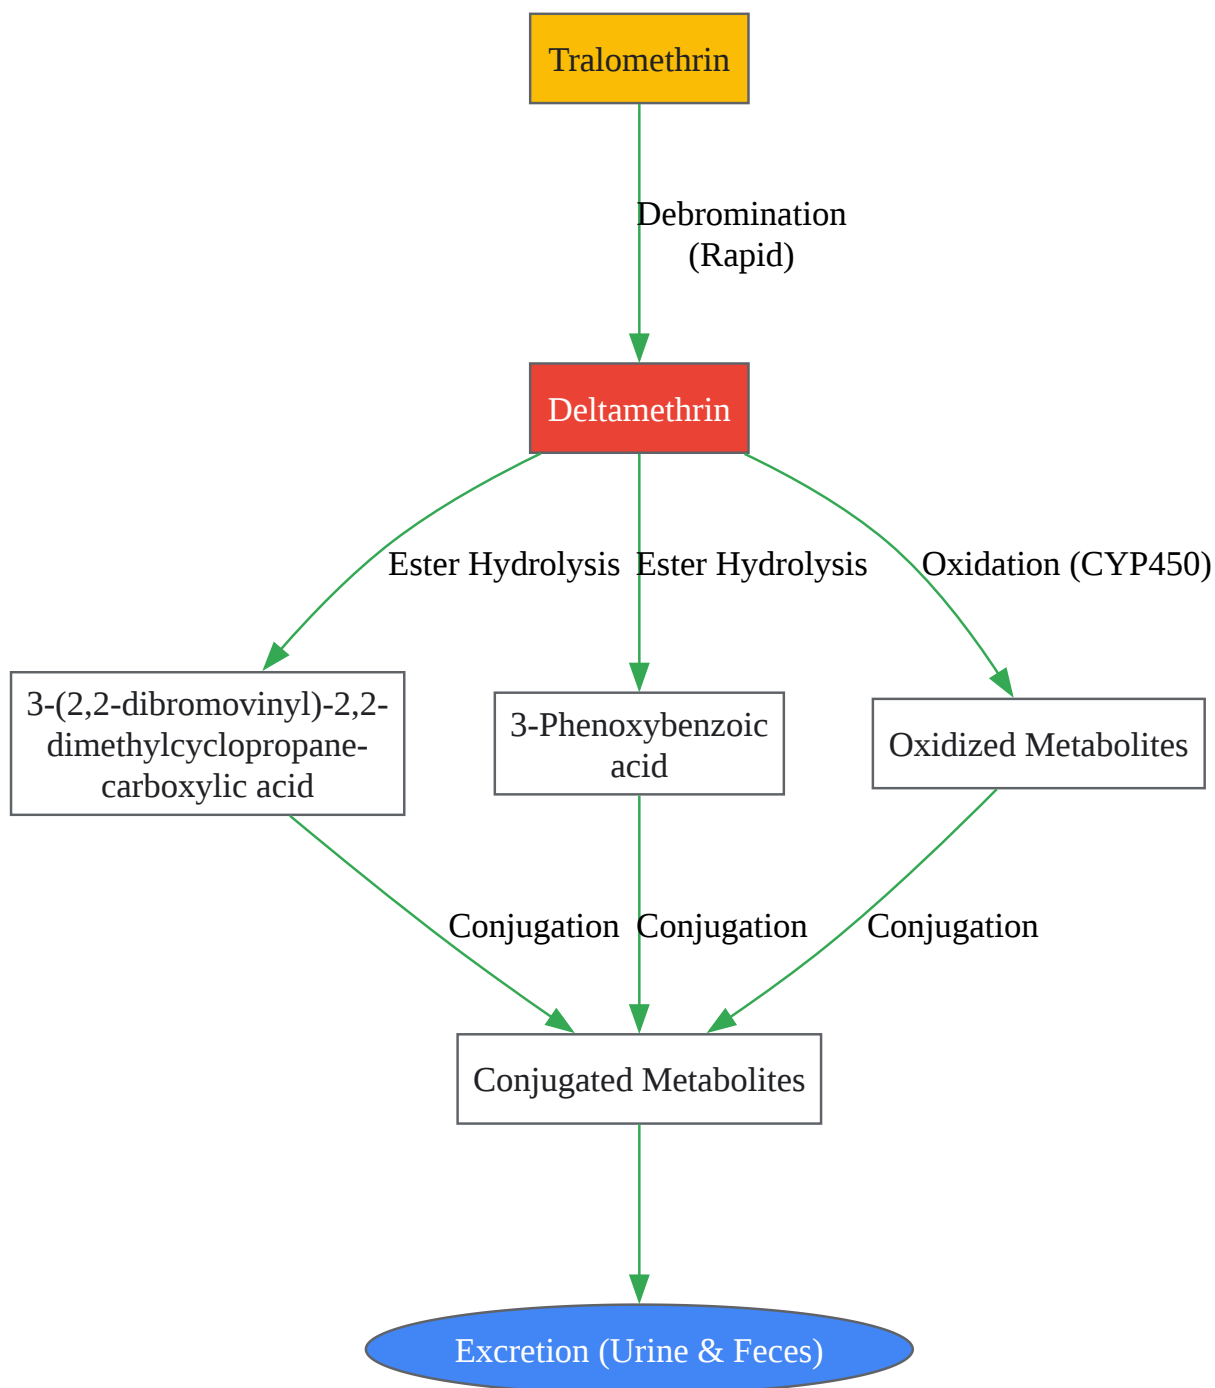 Tralomethrin
Debromination
(Rapid)
Deltamethrin
Ester Hydrolysis
Ester Hydrolysis
Oxidation (CYP450)
3-(2,2-dibromovinyl)-2,2-
dimethylcyclopropane-
carboxylic acid
3-Phenoxybenzoic
acid
Oxidized Metabolites
Conjugation
Conjugation
Conjugation
Conjugated Metabolites
Excretion (Urine & Feces)